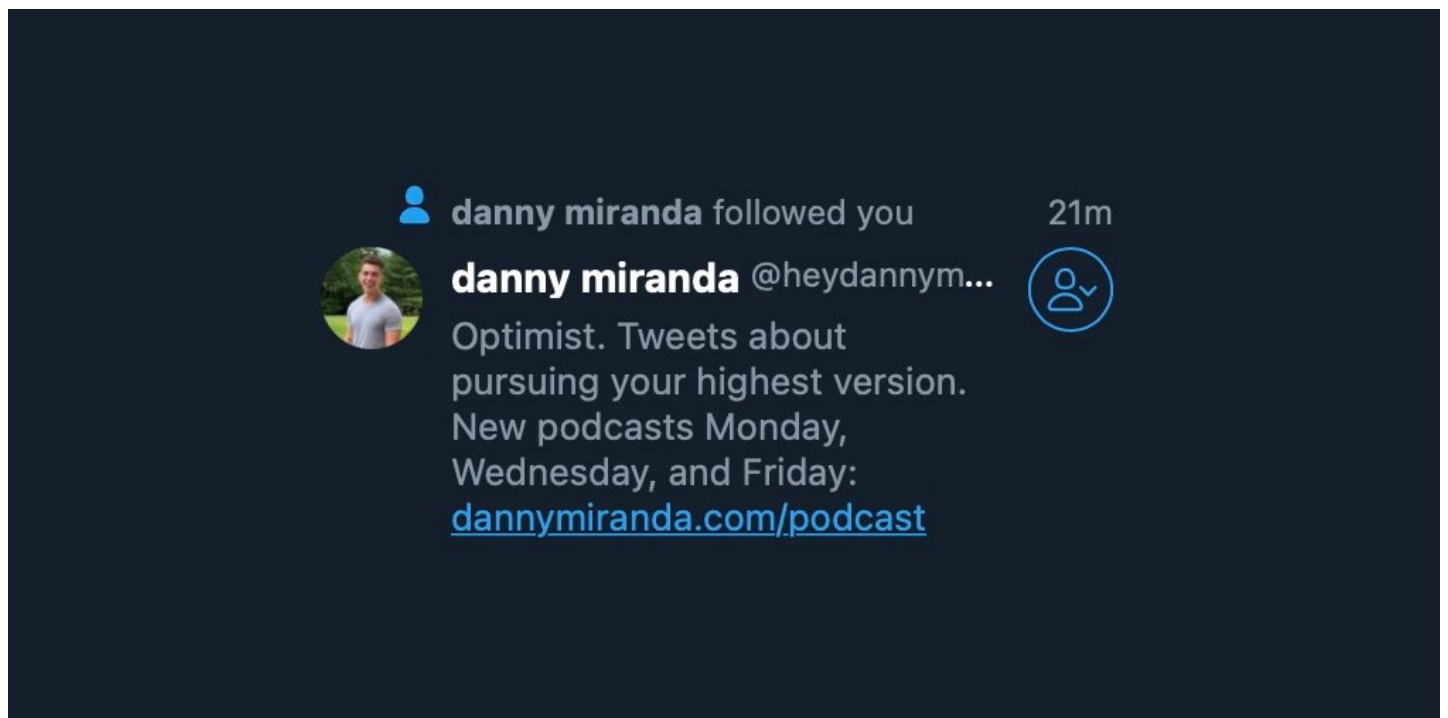 danny miranda followed you 21m
danny miranda @heydannym...
Optimist. Tweets about
pursuing your highest version.
New podcasts Monday,
Wednesday, and Friday:
dannymiranda.com/podcast